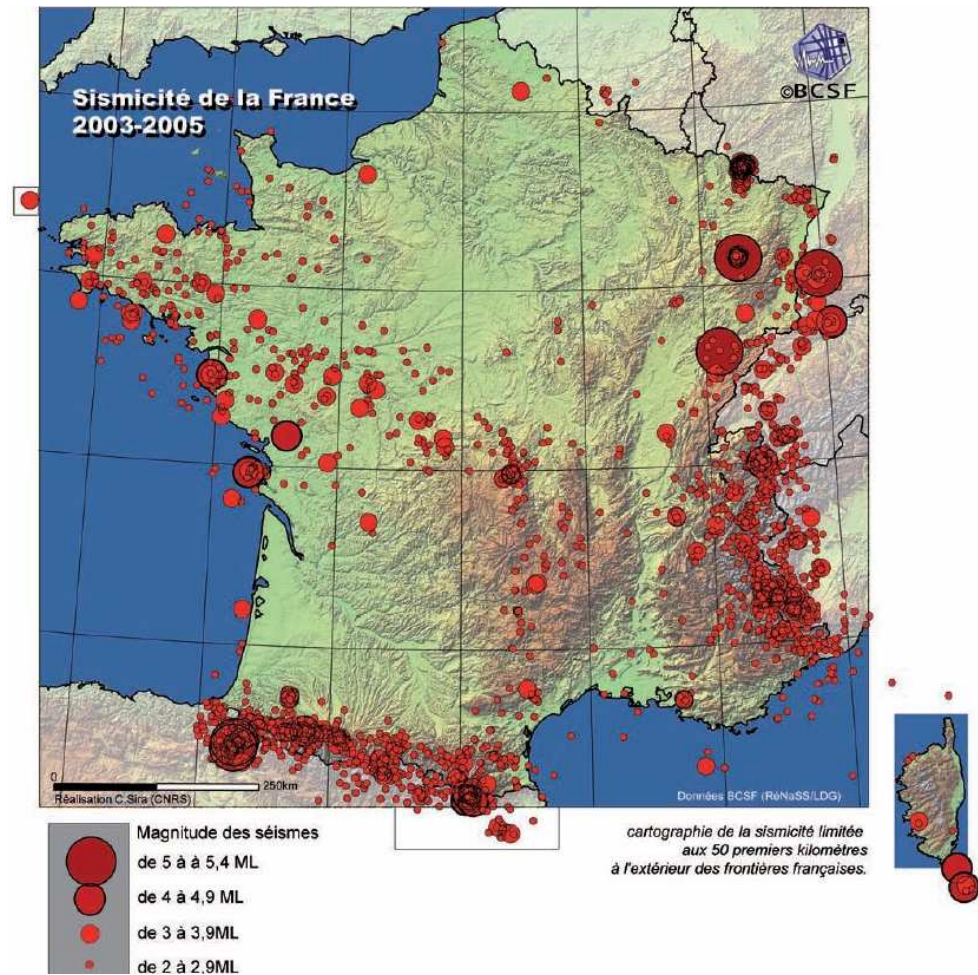 ©BCSF
Sismicité de la France
2003-2005
0
250km
Réalisation C.Sira (CNRS)
Données BCSF (RéNaSS/LDG)
Magnitude des séismes
de 5 à à 5,4 ML
de 4 à 4,9 ML
de 3 à 3,9ML
de 2 à 2,9ML
cartographie de la sismicité limitée
aux 50 premiers kilomètres
à l'extérieur des frontières françaises.